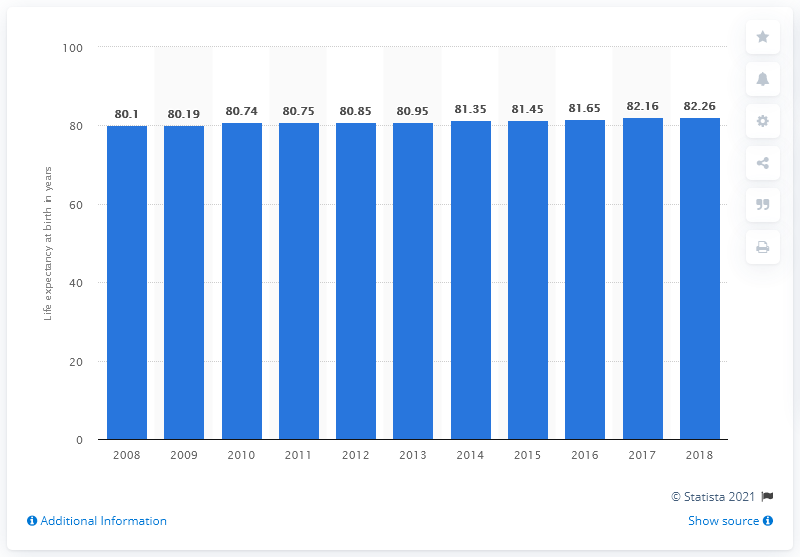 100
80
60
40
20
0
Life expectancy at birth in years
80.1 80.19 80.74 80.75 80.85 80.95 81.35 81.45 81.65 82.16 82.26
2008 2009 2010 2011 2012 2013 2014 2015 2016 2017 2018
© Statista 2021
Additional Information
Show source